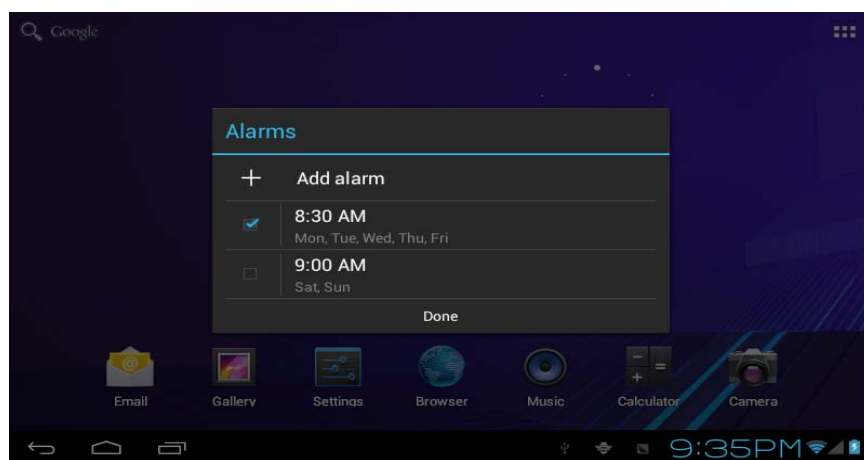 Google
Alarms
Add alarm
8:30 AM
Mon, Tue, Wed, Thu, Fri
9:00 AM
Sat, Sun
Done
Email Gallery Settings Browser Music Calculator Camera
9:35PM